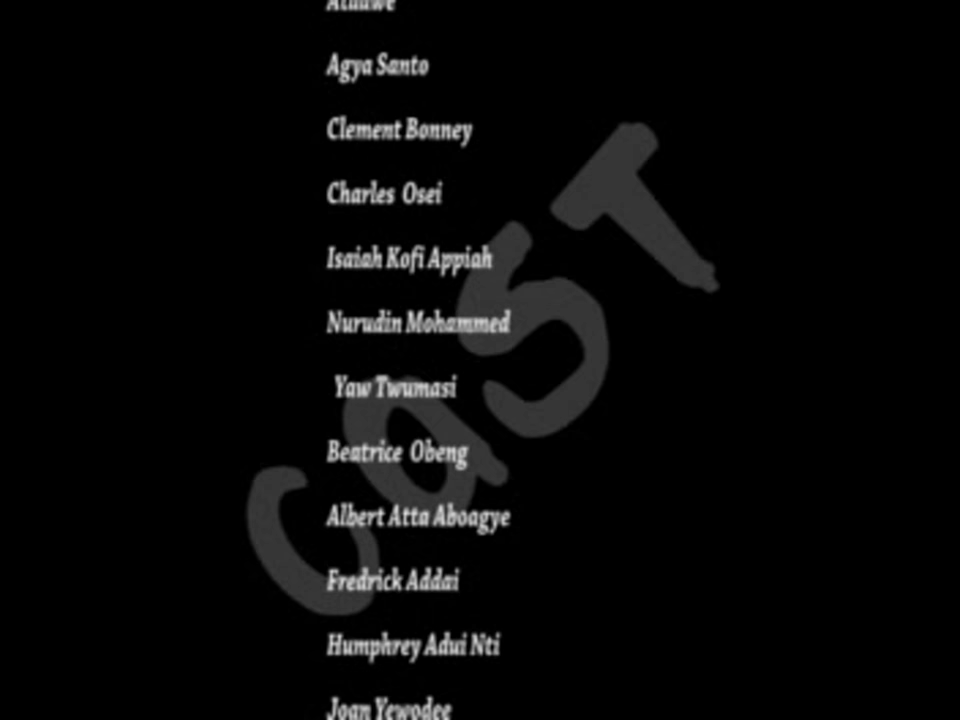 Agya Santo
Clement Bonney
Charles Osei
Isaiah Kofi Appiah
Nurudin Mohammed
Yaw Twumasi
Beatrice Obeng
Albert Atta Aboagye
Fredrick Addai
Humphrey Adui Nti
Joan Yewodee
CaST